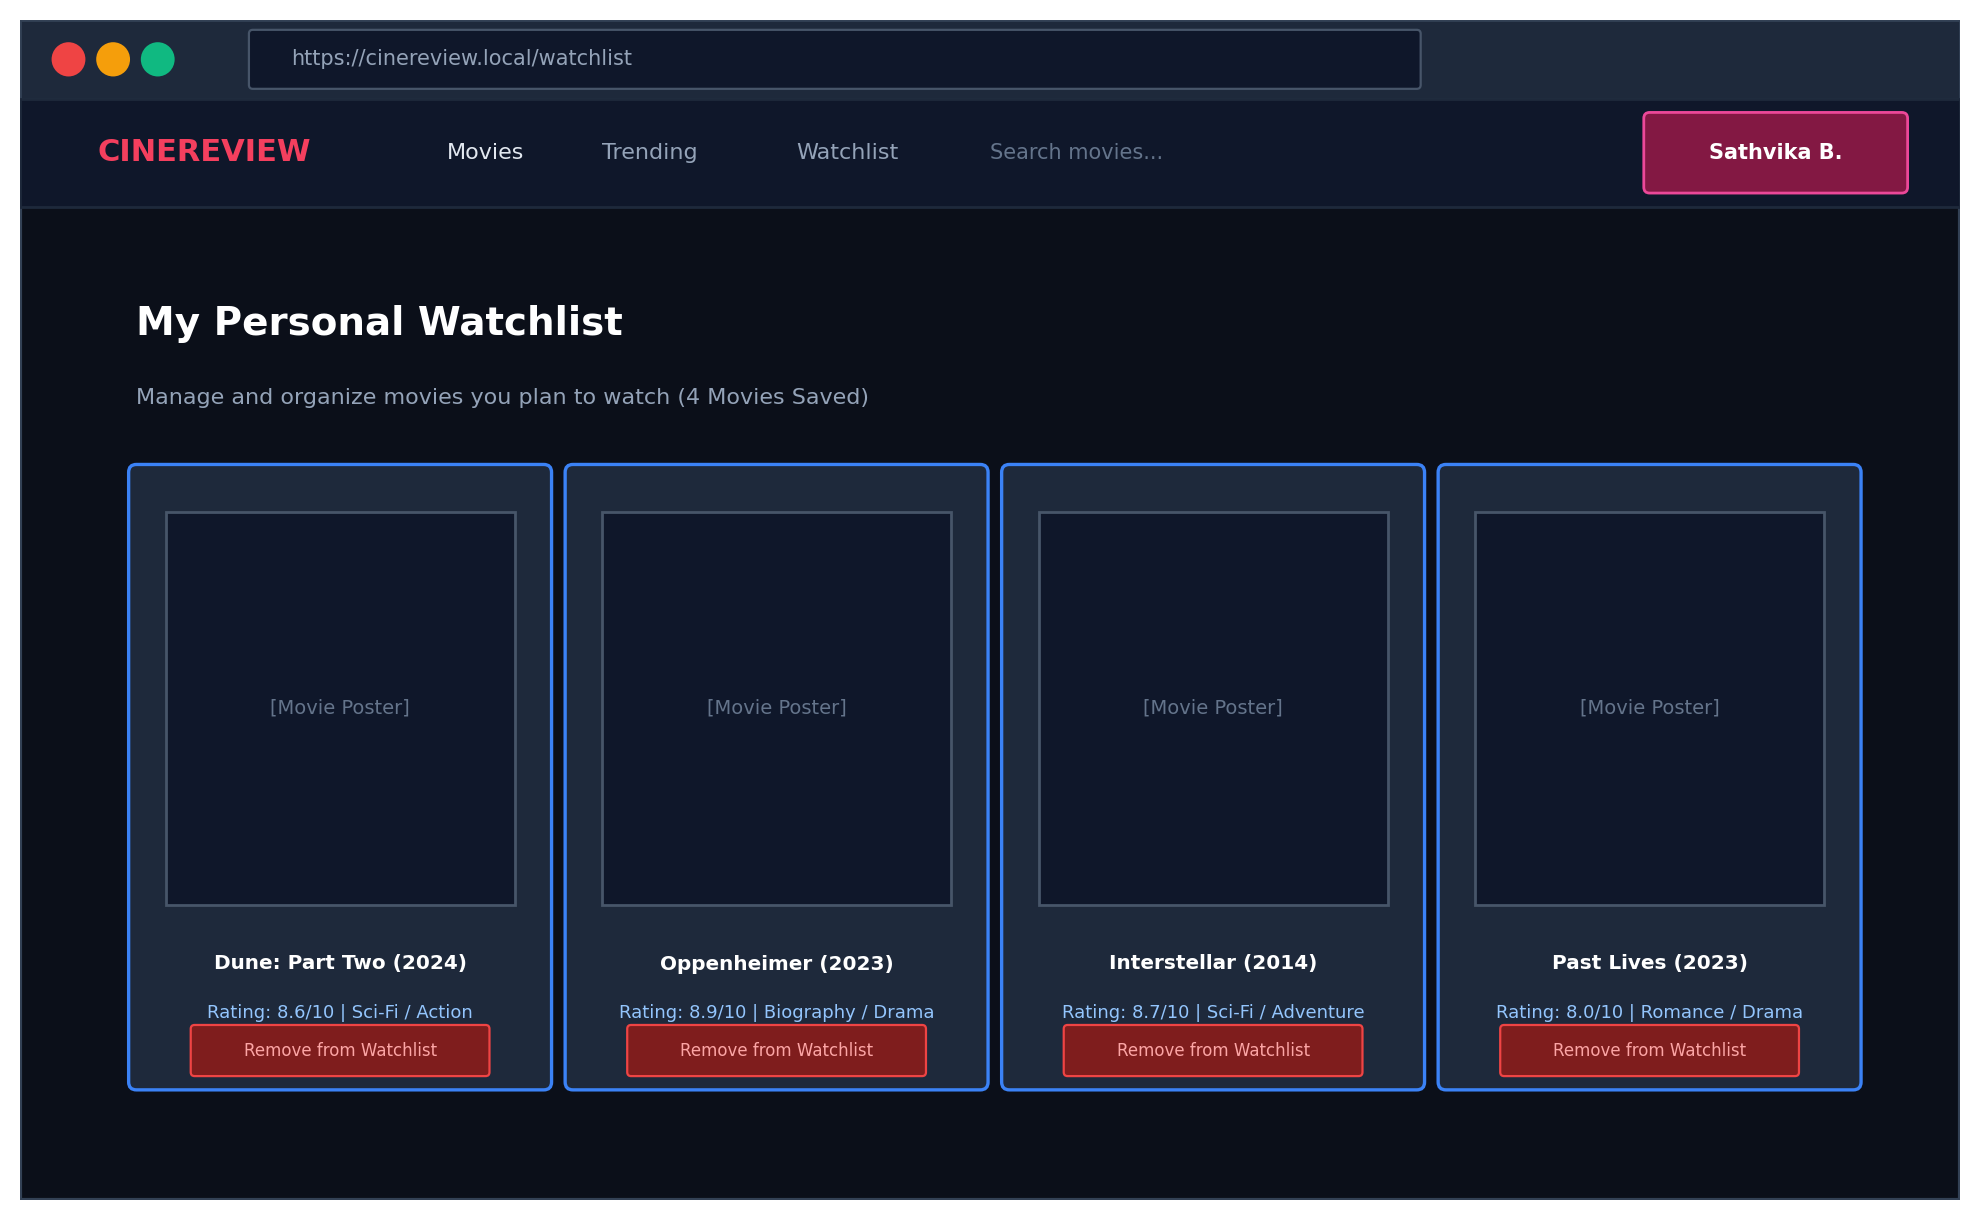 https://cinereview.local/watchlist
CINEREVIEW Movies Trending Watchlist Search movies... Sathvika B.
My Personal Watchlist
Manage and organize movies you plan to watch (4 Movies Saved)
[Movie Poster] [Movie Poster] [Movie Poster] [Movie Poster]
Dune: Part Two (2024) Oppenheimer (2023) Interstellar (2014) Past Lives (2023)
Rating: 8.6/10 | Sci-Fi / Action Rating: 8.9/10 | Biography / Drama Rating: 8.7/10 | Sci-Fi / Adventure Rating: 8.0/10 | Romance / Drama
Remove from Watchlist Remove from Watchlist Remove from Watchlist Remove from Watchlist